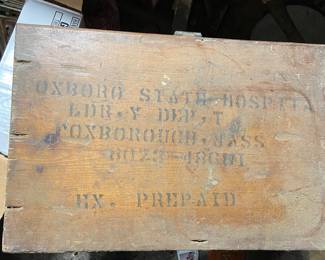 OXBORO STATE HOSPITA
LDR,Y DEP,T
FOXBOROUGH, MASS
EX. PREPAID